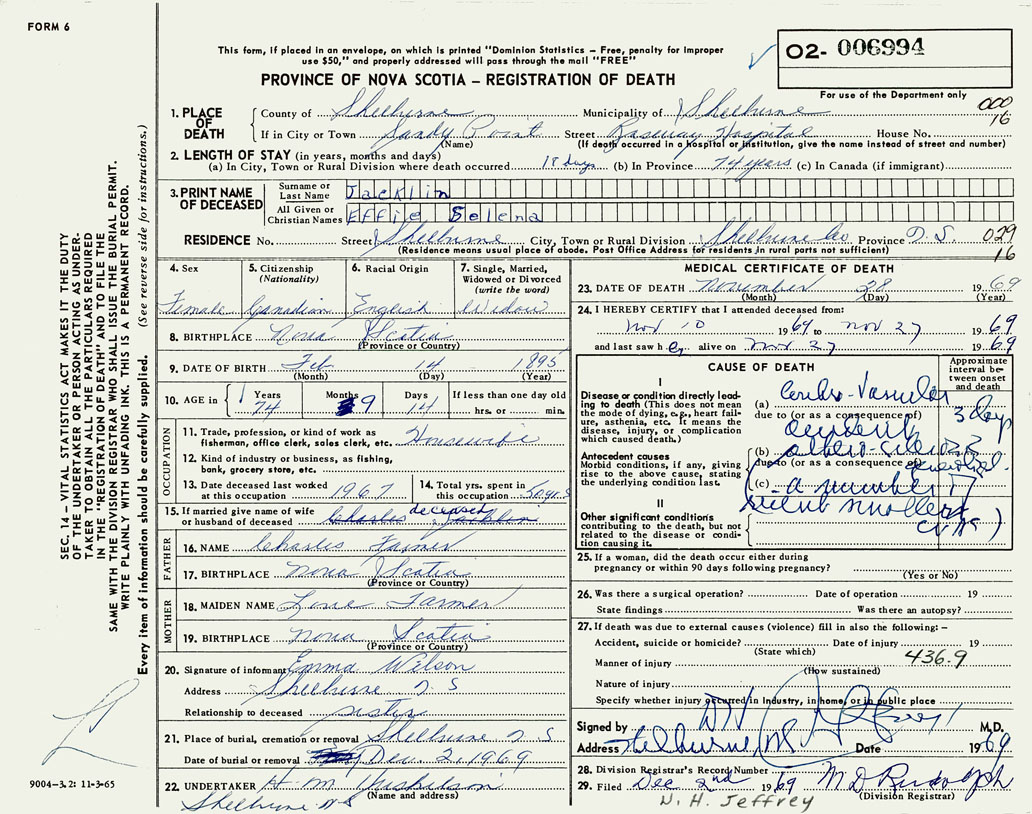 FORM 6
This form, if placed in an envelope, on which is printed "Dominion Statistics – Free, penalty for improper
use $50," and properly addressed will pass through the mail "FREE"
PROVINCE OF NOVA SCOTIA – REGISTRATION OF DEATH
02- 006994
For use of the Department only
000
16
1. PLACE OF DEATH
County of Shelburne Municipality of Shelburne
If in City or Town Sandy Point Street Roseway Hospital House No.
(Name) (If death occurred in a hospital or institution, give the name instead of street and number)
2. LENGTH OF STAY (in years, months and days)
(a) In City, Town or Rural Division where death occurred 18 days (b) In Province 74 years (c) In Canada (if immigrant)
3. PRINT NAME OF DECEASED
Surname or Last Name Jacklin
All Given or Christian Names Effie Selena
RESIDENCE No. Street Shelburne City, Town or Rural Division Shelburne Co Province N.S. 029
(Residence means usual place of abode. Post Office Address for residents in rural parts not sufficient) 16
4. Sex
Female
5. Citizenship (Nationality)
Canadian
6. Racial Origin
English
7. Single, Married, Widowed or Divorced (write the word)
Widow
8. BIRTHPLACE Nova Scotia
(Province or Country)
9. DATE OF BIRTH Feb 14 1895
(Month) (Day) (Year)
10. AGE in Years 74 Months 9 Days 14 If less than one day old
hrs. or min.
OCCUPATION
11. Trade, profession, or kind of work as
fisherman, office clerk, sales clerk, etc. Housewife
12. Kind of industry or business, as fishing,
bank, grocery store, etc.
13. Date deceased last worked
at this occupation 1967
14. Total yrs. spent in
this occupation 50 yrs
15. If married give name of wife
or husband of deceased Charles Jacklin deceased
FATHER
16. NAME Charles Farmer
17. BIRTHPLACE Nova Scotia
(Province or Country)
MOTHER
18. MAIDEN NAME Farmer
19. BIRTHPLACE Nova Scotia
(Province or Country)
20. Signature of informant Emma Wilson
Address Shelburne N S
Relationship to deceased sister
21. Place of burial, cremation or removal Shelburne N S
Date of burial or removal Dec. 2, 1969
22. UNDERTAKER H. M. Huskilson
(Name and address)
Shelburne N S
MEDICAL CERTIFICATE OF DEATH
23. DATE OF DEATH November 28 1969
(Month) (Day) (Year)
24. I HEREBY CERTIFY that I attended deceased from:
Nov 10 1969 to Nov 27 1969
and last saw her alive on Nov 27 1969
CAUSE OF DEATH
Approximate interval between onset and death
I
Disease or condition directly leading to death (This does not mean the mode of dying, e.g., heart failure, asthenia, etc. It means the disease, injury, or complication which caused death.)
(a) Cerebro-Vascular
due to (or as a consequence of)
accident
3 days
Antecedent causes
Morbid conditions, if any, giving rise to the above cause, stating the underlying condition last.
(b)
due to (or as a consequence of)
generalized
(c) a number of
II
Other significant conditions contributing to the death, but not related to the disease or condition causing it.
smaller
CVAs)
25. If a woman, did the death occur either during
pregnancy or within 90 days following pregnancy?
(Yes or No)
26. Was there a surgical operation? Date of operation 19
State findings Was there an autopsy?
27. If death was due to external causes (violence) fill in also the following: –
Accident, suicide or homicide? Date of injury 19
(State which)
436.9
Manner of injury
(How sustained)
Nature of injury
Specify whether injury occurred in Industry, in home, or in public place
Signed by M.D.
Address Shelburne NS Date 1969
28. Division Registrar's Record Number
29. Filed Dec 2nd 1969 M D Rudolph
(Division Registrar)
W. H. Jeffrey
SEC. 14 – VITAL STATISTICS ACT MAKES IT THE DUTY
OF THE UNDERTAKER OR PERSON ACTING AS UNDER-
TAKER TO OBTAIN ALL THE PARTICULARS REQUIRED
IN THE "REGISTRATION OF DEATH" AND TO FILE THE
SAME WITH THE DIVISION REGISTRAR WHO SHALL ISSUE THE BURIAL PERMIT.
WRITE PLAINLY WITH UNFADING INK. THIS IS A PERMANENT RECORD.
Every item of information should be carefully supplied. (See reverse side for instructions.)
9004-3.2: 11-3-65